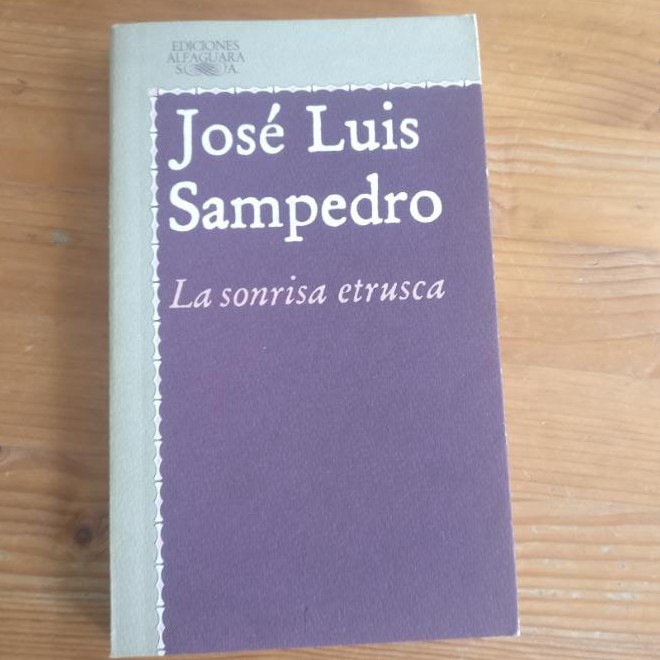 EDICIONES
ALFAGUARA
S. A.
José Luis
Sampedro
La sonrisa etrusca